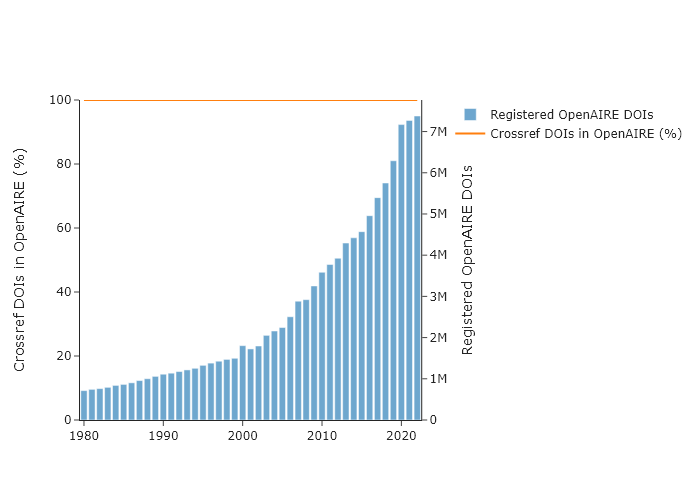 100
80
60
40
20
0
Crossref DOIs in OpenAIRE (%)
1980
1990
2000
2010
2020
7M
6M
5M
4M
3M
2M
1M
0
Registered OpenAIRE DOIs
Registered OpenAIRE DOIs
Crossref DOIs in OpenAIRE (%)